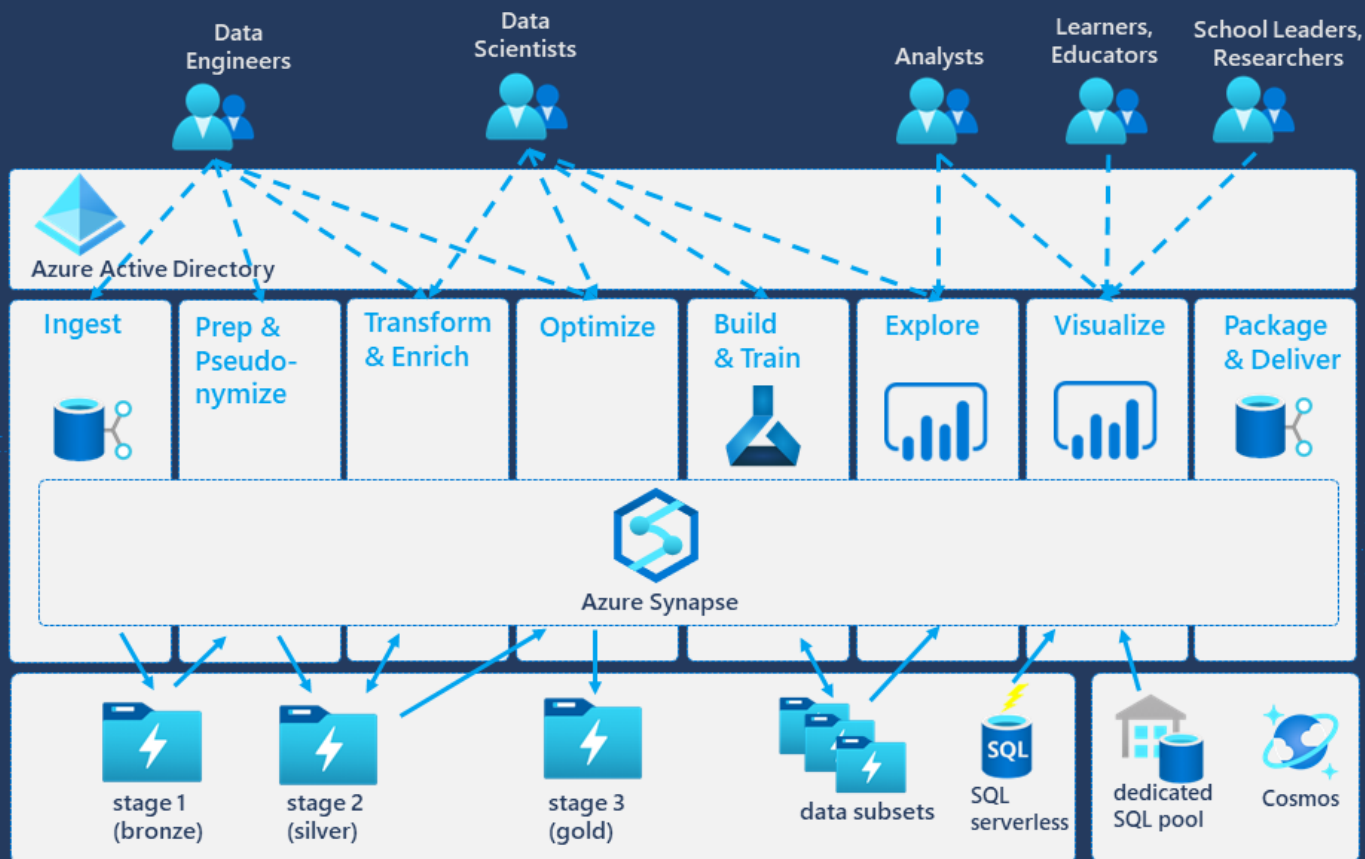 Data
Engineers
Data
Scientists
Analysts
Learners,
Educators
School Leaders,
Researchers
Azure Active Directory
Ingest
Prep &
Pseudo-
nymize
Transform
& Enrich
Optimize
Build
& Train
Explore
Visualize
Package
& Deliver
Azure Synapse
stage 1
(bronze)
stage 2
(silver)
stage 3
(gold)
data subsets
SQL
SQL
serverless
dedicated
SQL pool
Cosmos